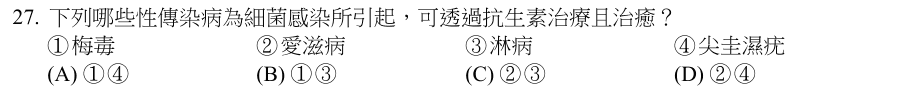 27. 下列哪些性傳染病為細菌感染所引起，可透過抗生素治療且治癒？
①梅毒 ②愛滋病 ③淋病 ④尖圭濕疣
(A) ①④ (B) ①③ (C) ②③ (D) ②④